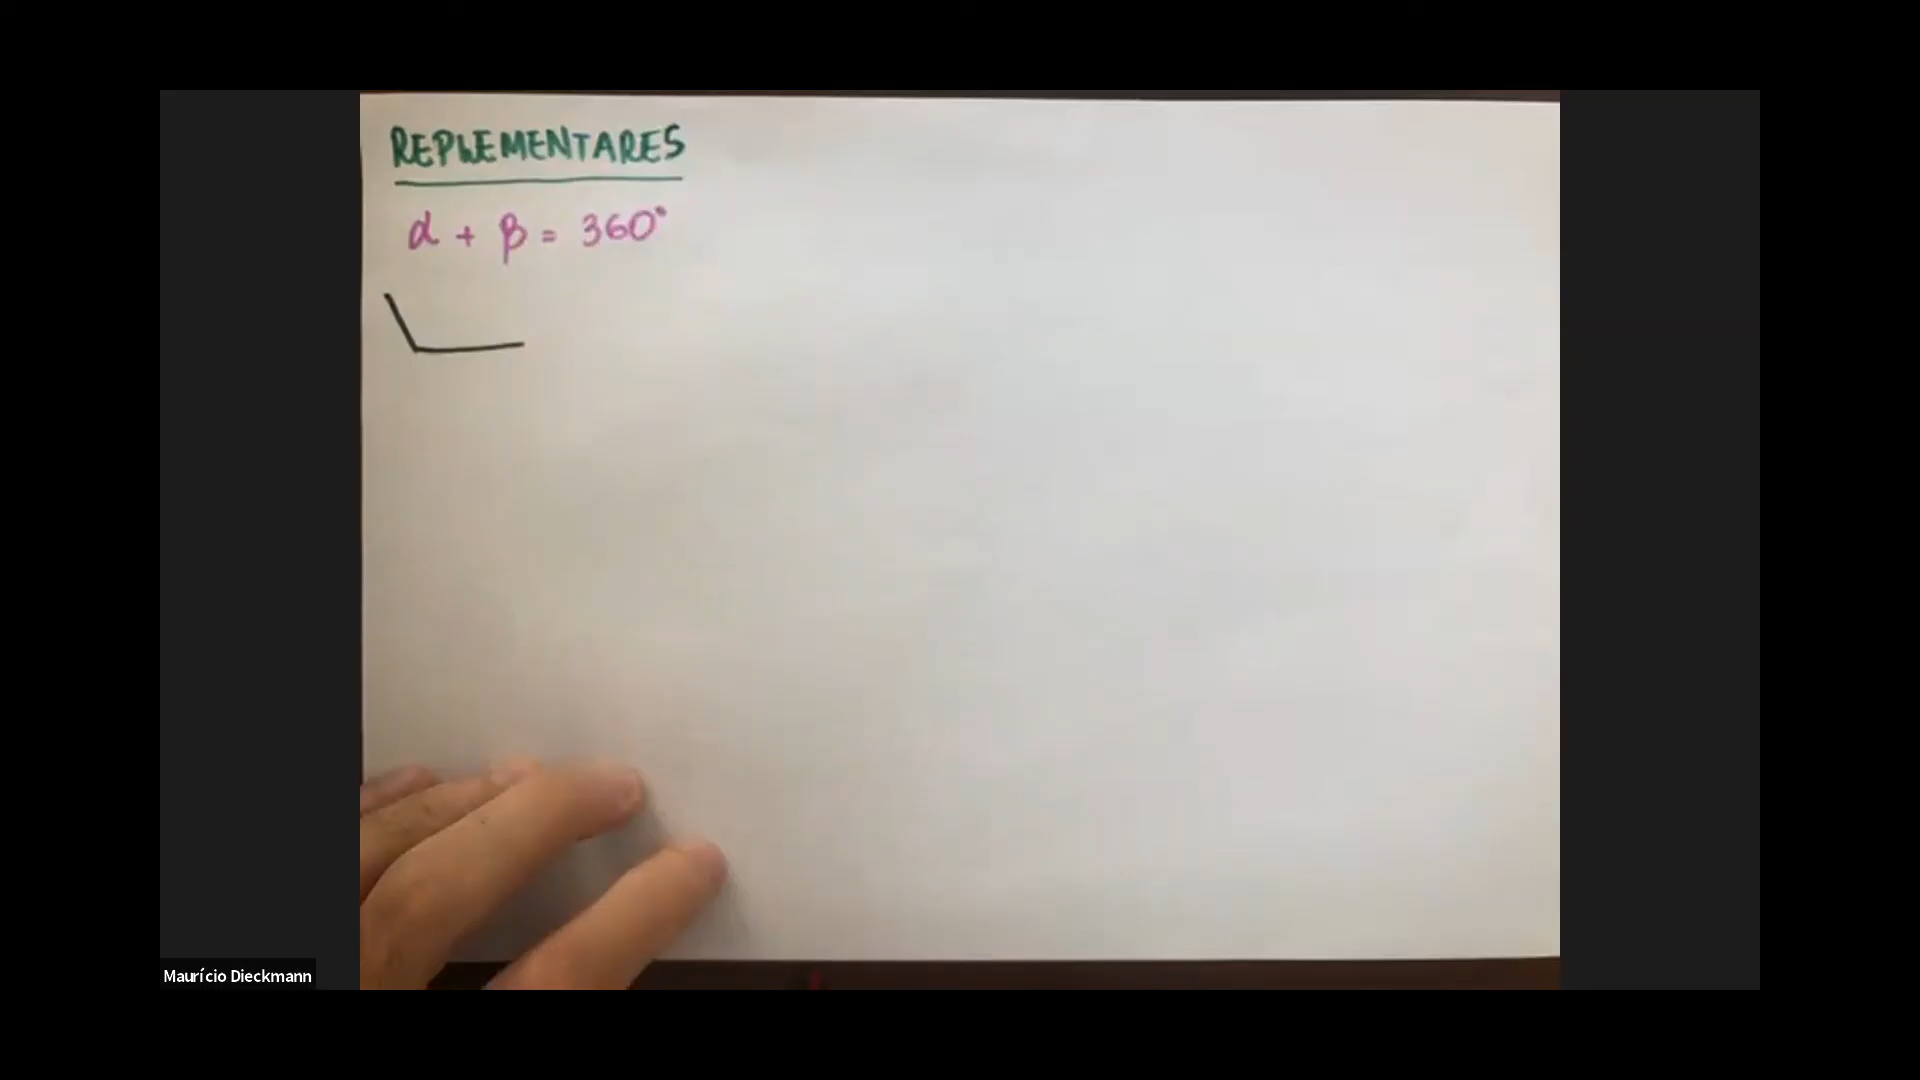 REPLEMENTARES
α + β = 360°
Maurício Dieckmann